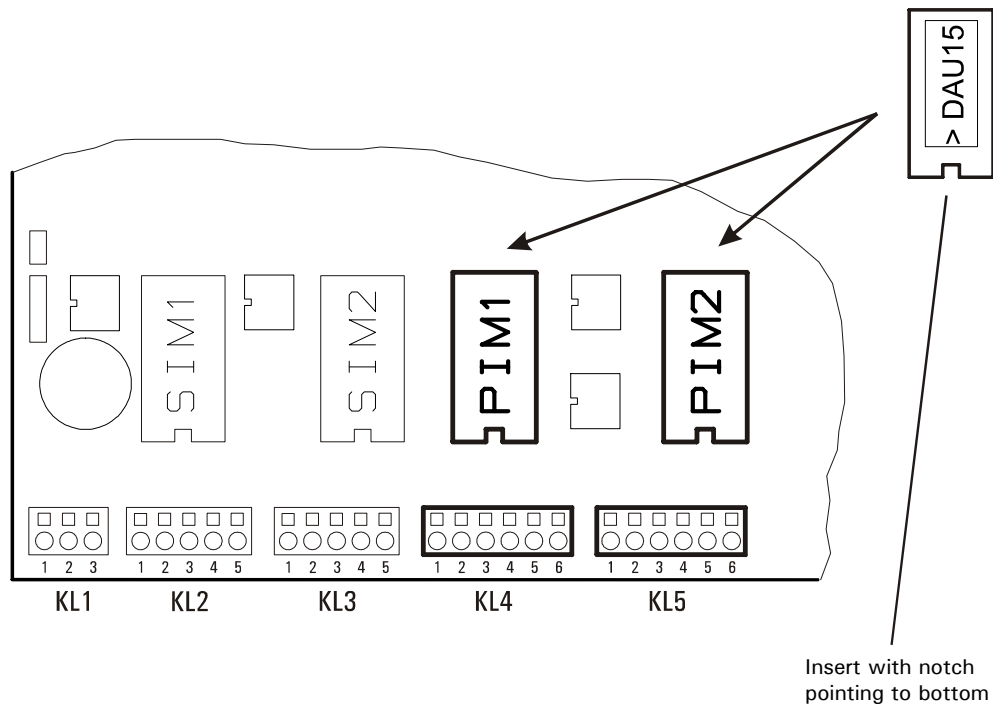 > DAU15
SIM1
SIM2
PIM1
PIM2
1 2 3
1 2 3 4 5
1 2 3 4 5
1 2 3 4 5 6
1 2 3 4 5 6
KL1
KL2
KL3
KL4
KL5
Insert with notch
pointing to bottom